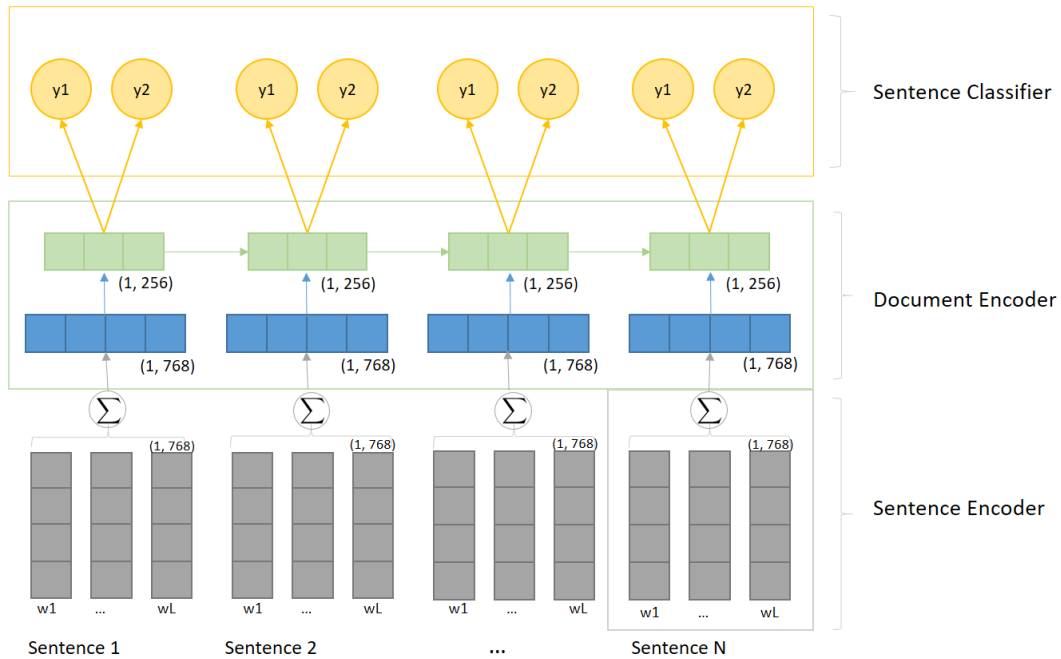 y1 y2 y1 y2 y1 y2 y1 y2
Sentence Classifier
(1, 256) (1, 256) (1, 256) (1, 256)
Document Encoder
(1, 768) (1, 768) (1, 768) (1, 768)
Σ Σ Σ Σ
(1, 768) (1, 768) (1, 768) (1, 768)
Sentence Encoder
w1 ... wL w1 ... wL w1 ... wL w1 ... wL
Sentence 1 Sentence 2 ... Sentence N